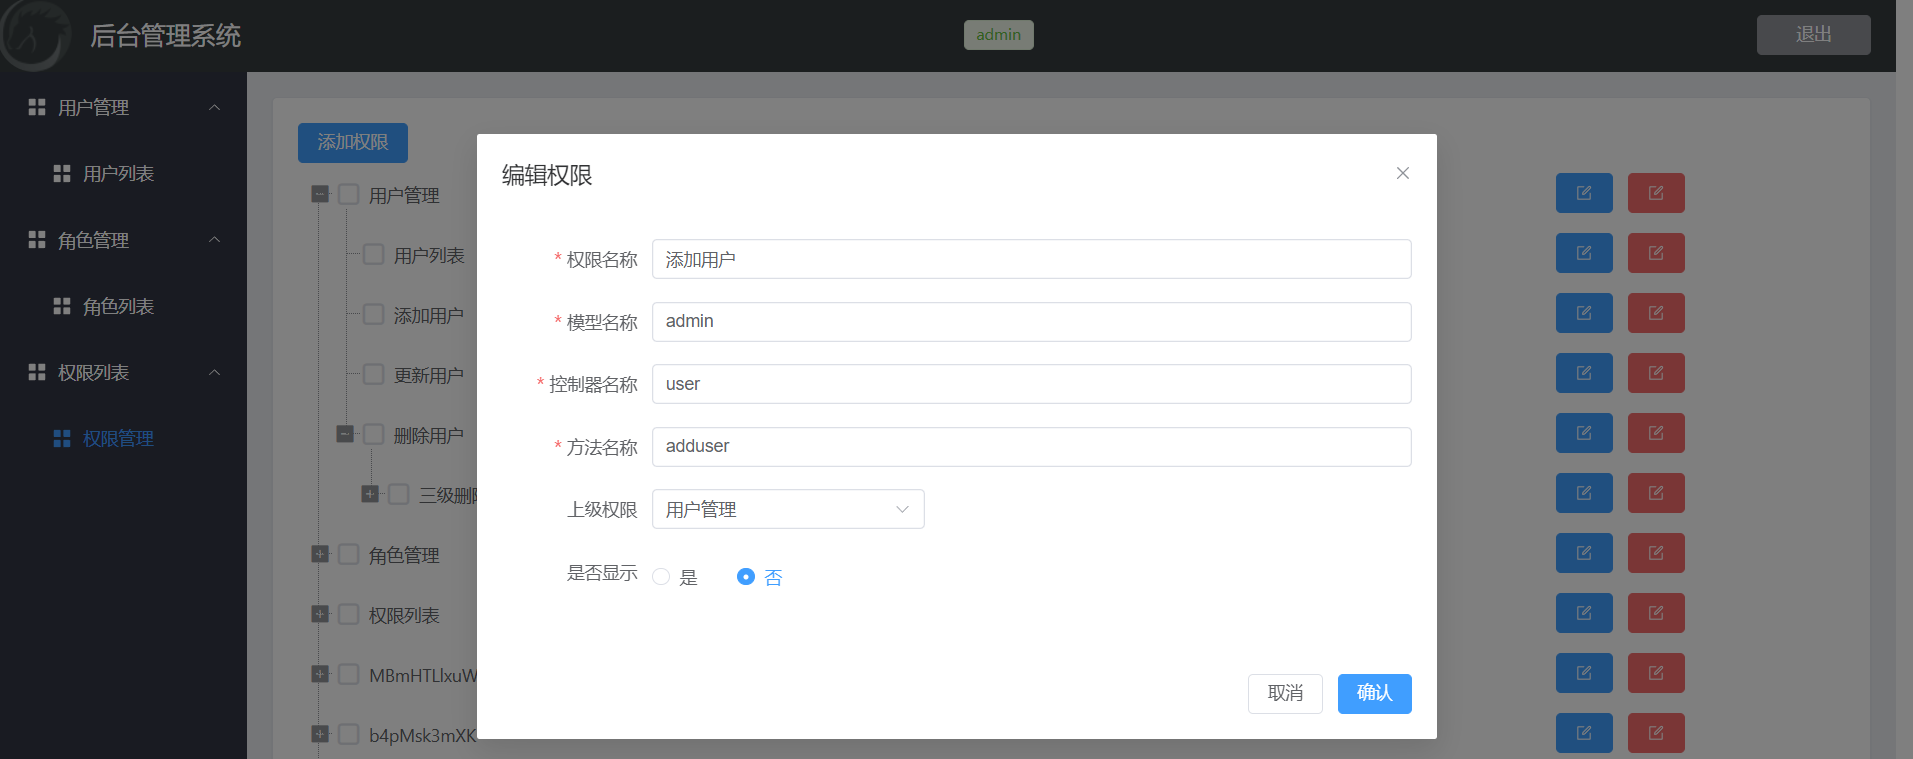 后台管理系统
admin
退出
用户管理
用户列表
角色管理
角色列表
权限列表
权限管理
添加权限
用户管理
用户列表
添加用户
更新用户
删除用户
三级删
角色管理
权限列表
MBmHTLlxuW
b4pMsk3mXK
编辑权限
* 权限名称 添加用户
* 模型名称 admin
* 控制器名称 user
* 方法名称 adduser
上级权限 用户管理
是否显示 是 否
取消 确认